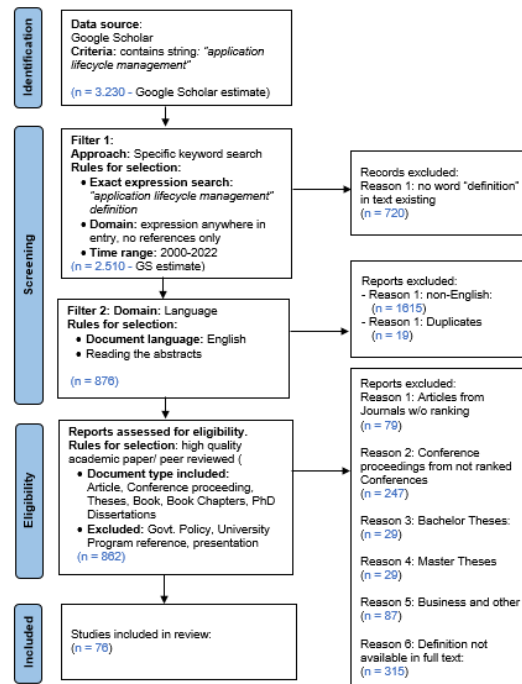 Identification
Data source:
Google Scholar
Criteria: contains string: "application
lifecycle management"
(n = 3.230 - Google Scholar estimate)
Screening
Filter 1:
Approach: Specific keyword search
Rules for selection:
• Exact expression search:
"application lifecycle management"
definition
• Domain: expression anywhere in
entry, no references only
• Time range: 2000-2022
(n = 2.510 - GS estimate)
Records excluded:
Reason 1: no word "definition"
in text existing
(n = 720)
Filter 2: Domain: Language
Rules for selection:
• Document language: English
• Reading the abstracts
(n = 876)
Reports excluded:
- Reason 1: non-English:
(n = 1615)
- Reason 1: Duplicates
(n = 19)
Eligibility
Reports assessed for eligibility.
Rules for selection: high quality
academic paper/ peer reviewed (
• Document type included:
Article, Conference proceeding,
Theses, Book, Book Chapters, PhD
Dissertations
• Excluded: Govt. Policy, University
Program reference, presentation
(n = 862)
Reports excluded:
Reason 1: Articles from
Journals w/o ranking
(n = 79)
Reason 2: Conference
proceedings from not ranked
Conferences
(n = 247)
Reason 3: Bachelor Theses:
(n = 29)
Reason 4: Master Theses
(n = 29)
Reason 5: Business and other
(n = 87)
Reason 6: Definition not
available in full text:
(n = 315)
Included
Studies included in review:
(n = 76)